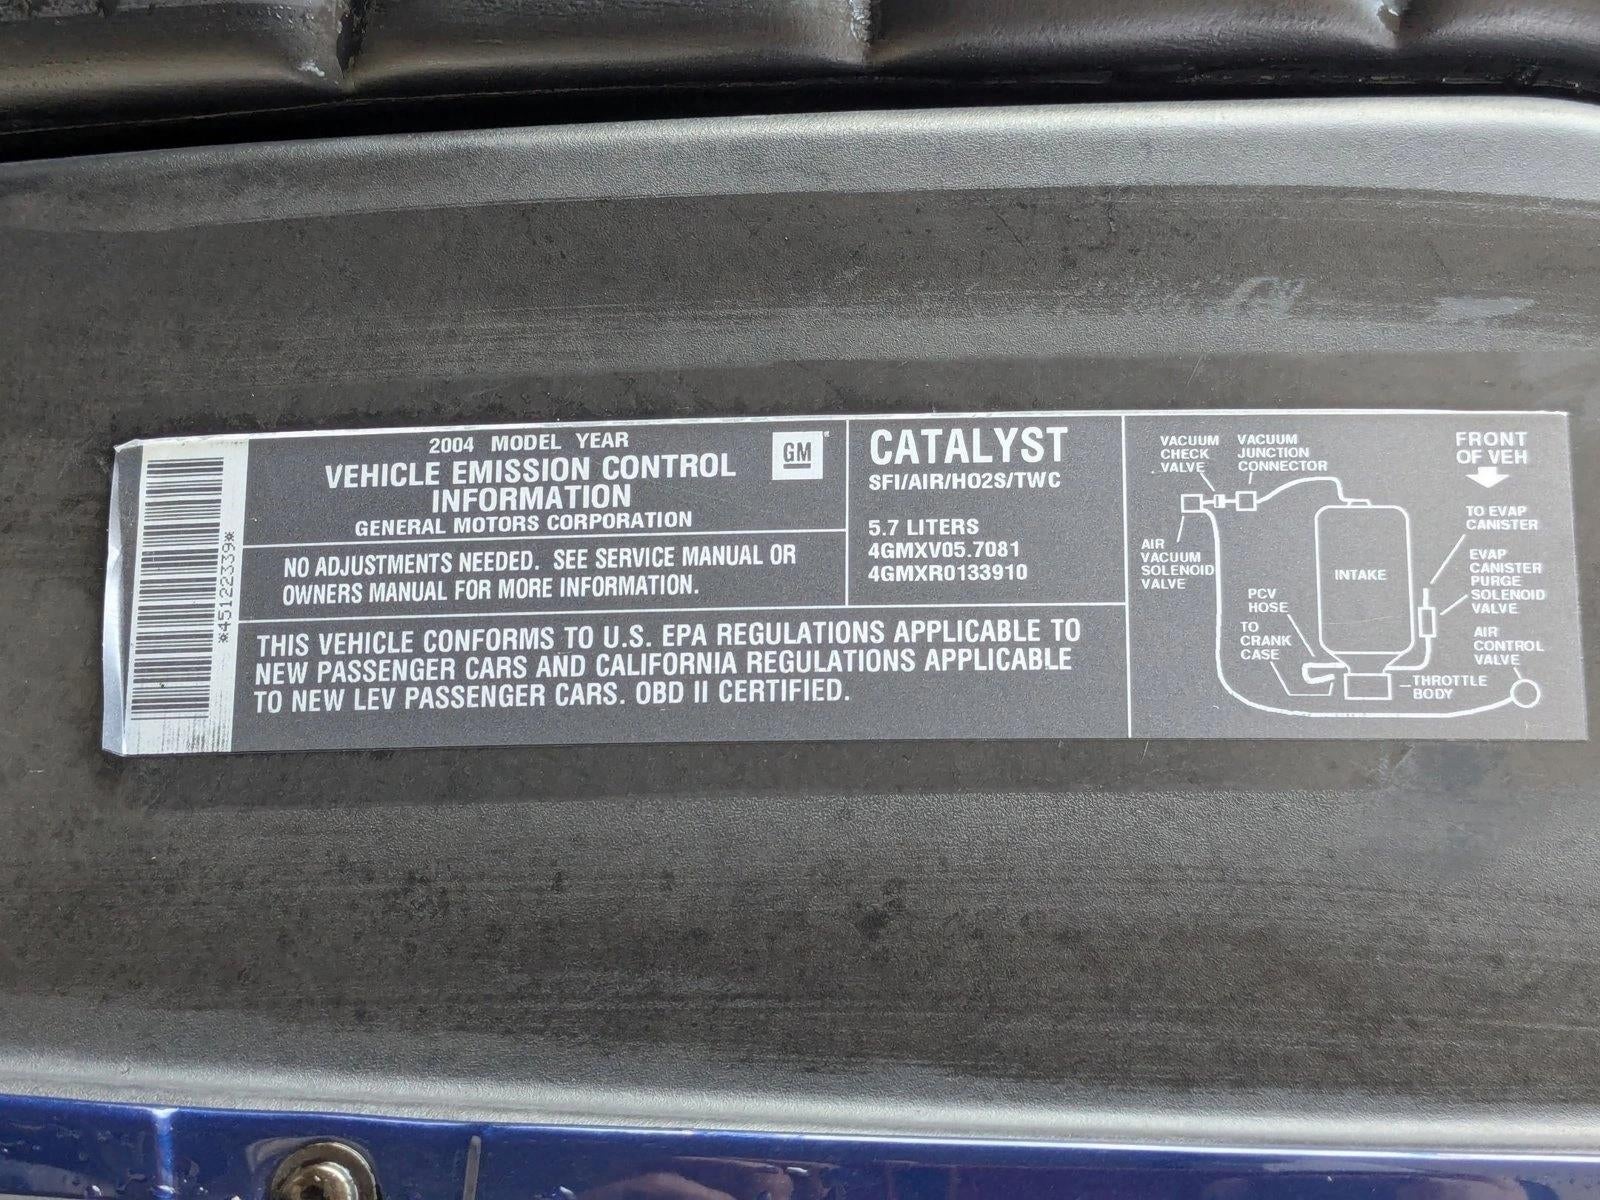 *45122339*
2004 MODEL YEAR
VEHICLE EMISSION CONTROL
INFORMATION
GENERAL MOTORS CORPORATION
GM
NO ADJUSTMENTS NEEDED. SEE SERVICE MANUAL OR
OWNERS MANUAL FOR MORE INFORMATION.
CATALYST
SFI/AIR/HO2S/TWC
5.7 LITERS
4GMXV05.7081
4GMXR0133910
THIS VEHICLE CONFORMS TO U.S. EPA REGULATIONS APPLICABLE TO
NEW PASSENGER CARS AND CALIFORNIA REGULATIONS APPLICABLE
TO NEW LEV PASSENGER CARS. OBD II CERTIFIED.
VACUUM
CHECK
VALVE
VACUUM
JUNCTION
CONNECTOR
FRONT
OF VEH
TO EVAP
CANISTER
AIR
VACUUM
SOLENOID
VALVE
INTAKE
EVAP
CANISTER
PURGE
SOLENOID
VALVE
PCV
HOSE
TO
CRANK
CASE
AIR
CONTROL
VALVE
THROTTLE
BODY